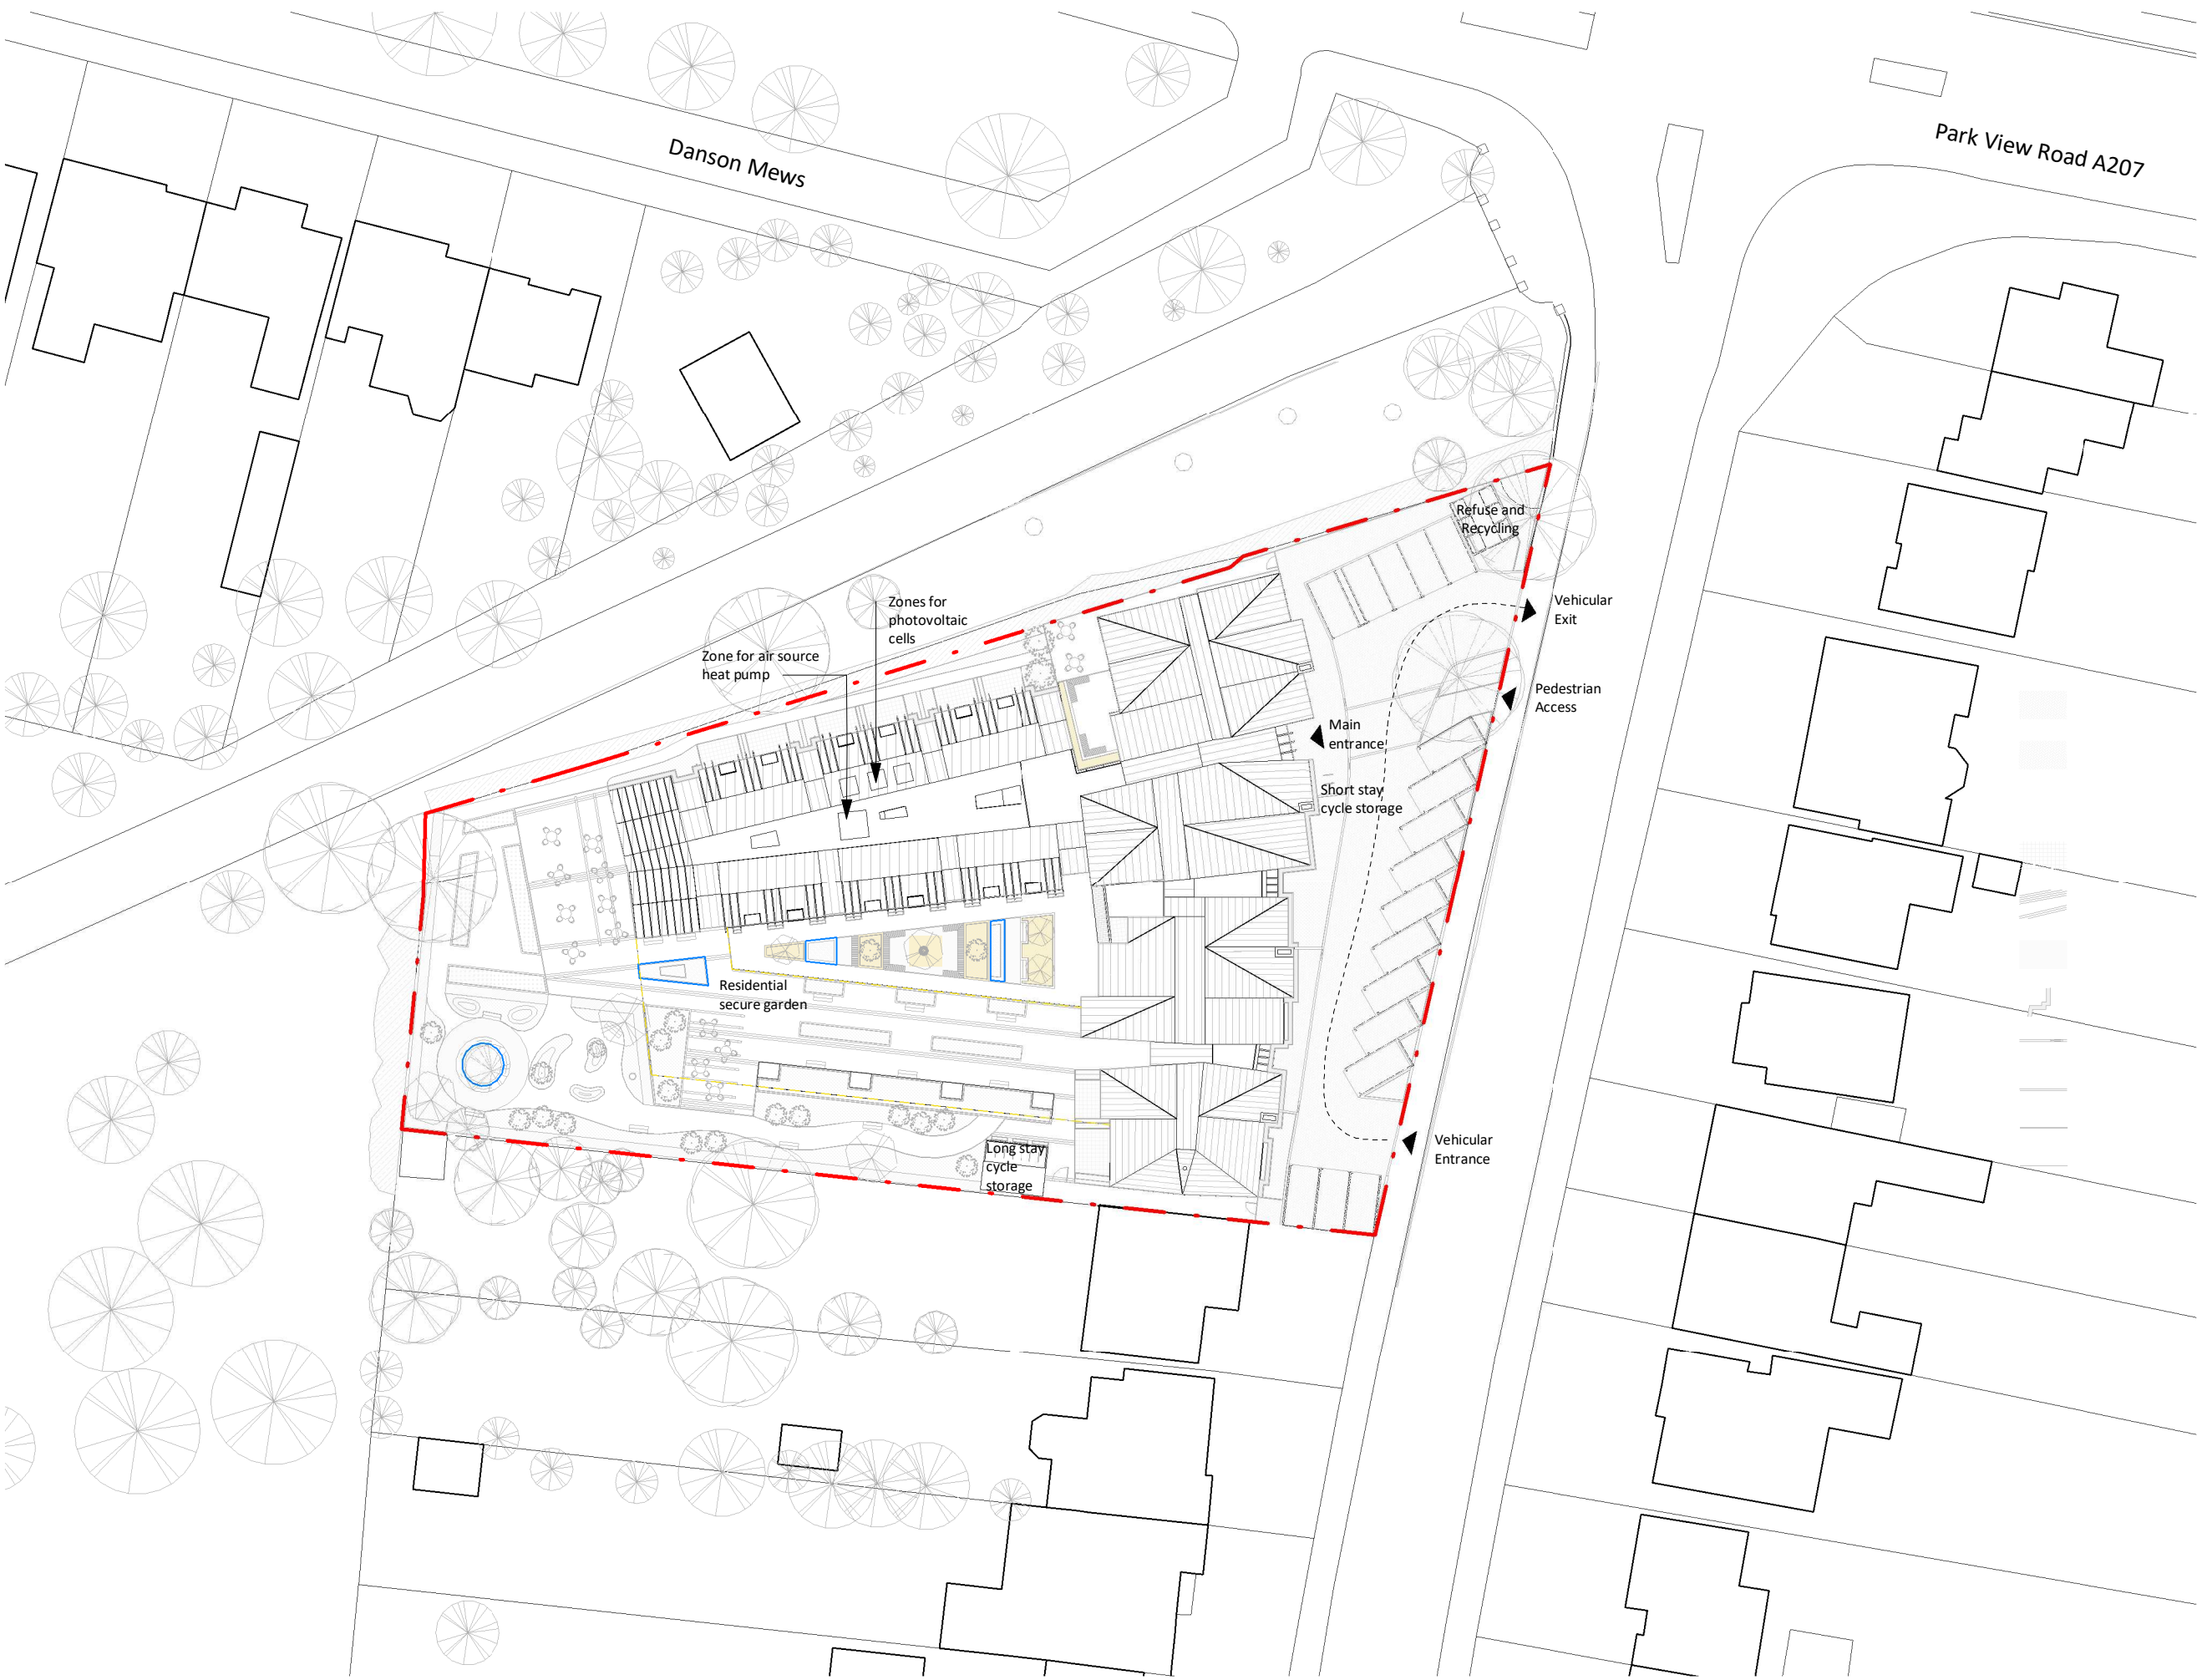 Danson Mews
Park View Road A207
Refuse and
Recycling
Zones for
photovoltaic
cells
Vehicular
Exit
Zone for air source
heat pump
Pedestrian
Access
Main
entrance
Short stay
cycle storage
Residential
secure garden
Vehicular
Entrance
Long stay
cycle
storage